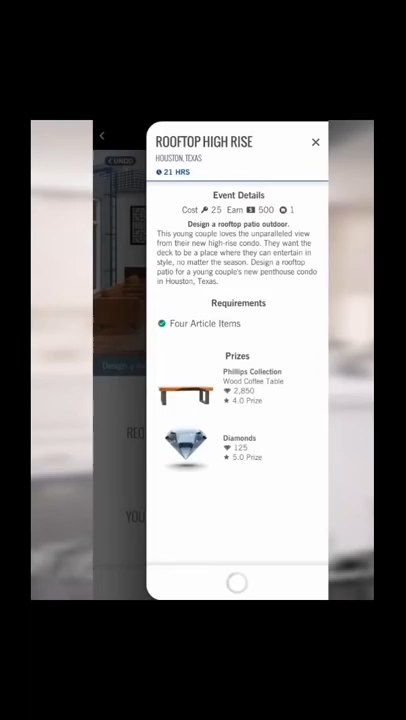 ROOFTOP HIGH RISE
HOUSTON, TEXAS
21 HRS
UNDO
Event Details
Cost 25 Earn 500 1
Design a rooftop patio outdoor.
This young couple loves the unparalleled view
from their new high-rise condo. They want the
deck to be a place where they can entertain in
style, no matter the season. Design a rooftop
patio for a young couple's new penthouse condo
in Houston, Texas.
Requirements
Four Article Items
Prizes
Phillips Collection
Wood Coffee Table
2,850
4.0 Prize
Diamonds
125
5.0 Prize
REQ
YOU